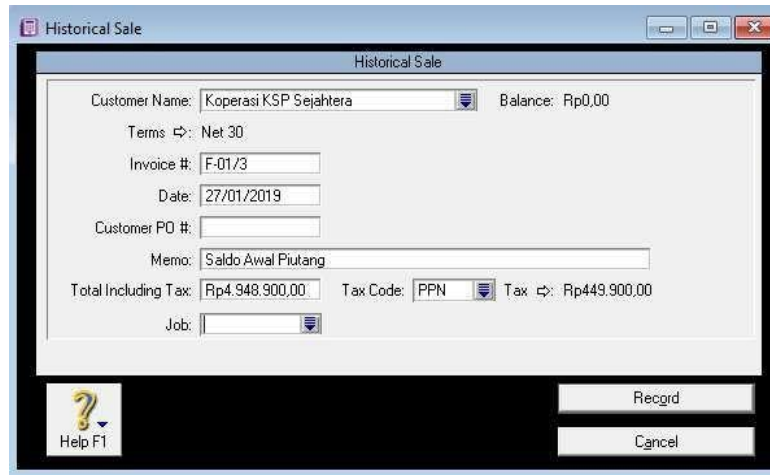 Historical Sale
Historical Sale
Customer Name: Koperasi KSP Sejahtera Balance: Rp0,00
Terms ⇨: Net 30
Invoice #: F-01/3
Date: 27/01/2019
Customer PO #:
Memo: Saldo Awal Piutang
Total Including Tax: Rp4.948.900,00 Tax Code: PPN Tax ⇨: Rp449.900,00
Job:
Help F1
Record
Cancel